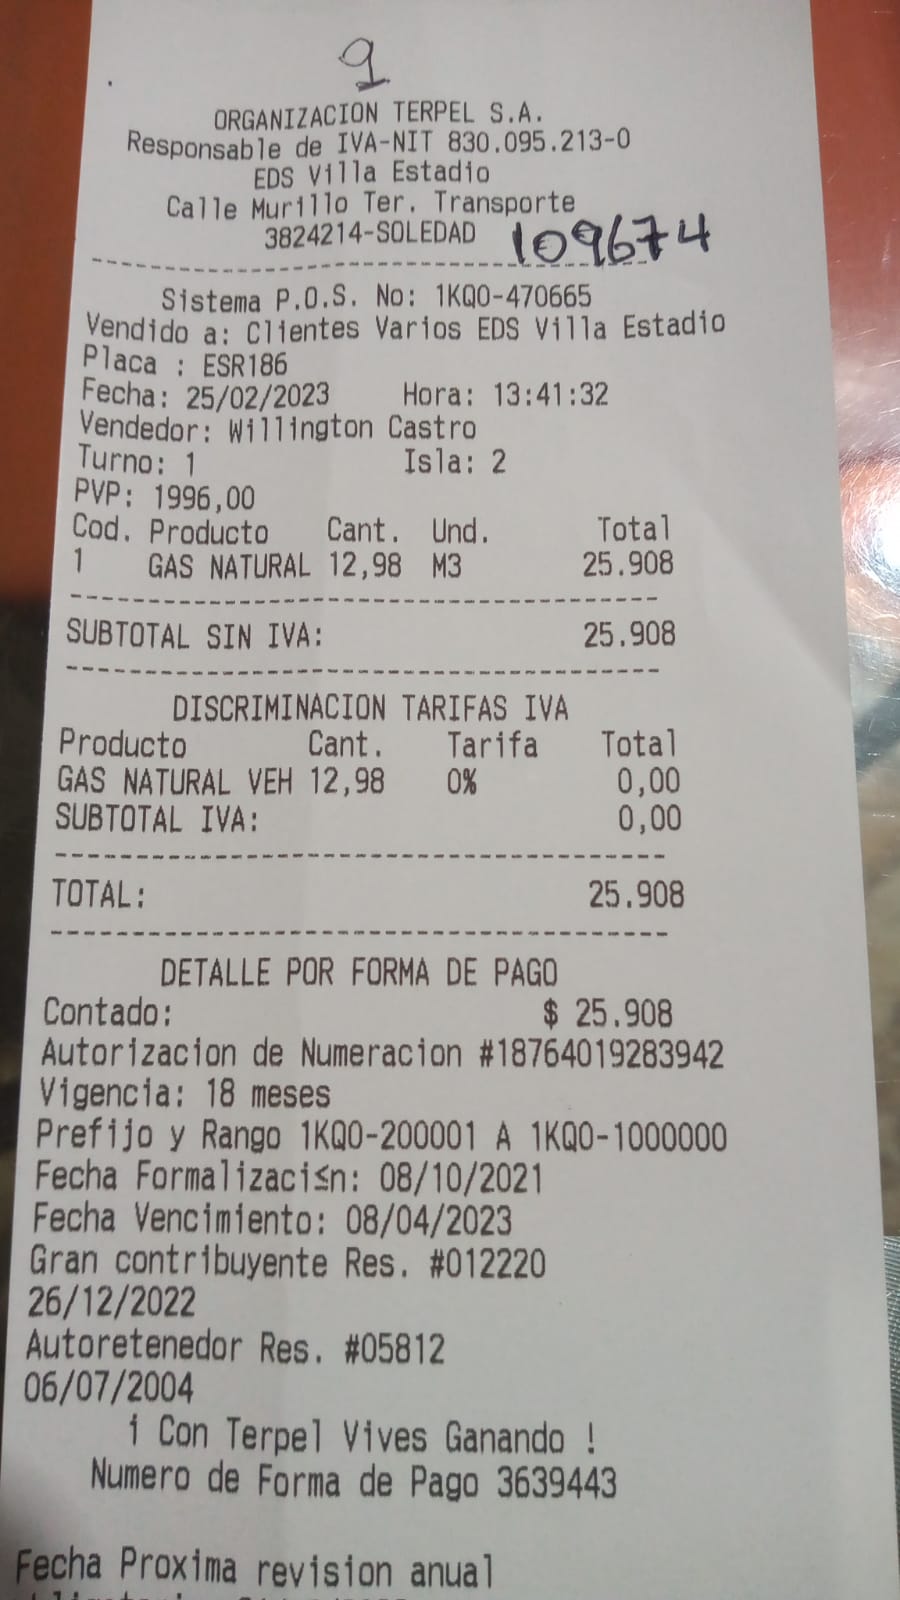 9
ORGANIZACION TERPEL S.A.
Responsable de IVA-NIT 830.095.213-0
EDS Villa Estadio
Calle Murillo Ter. Transporte
3824214-SOLEDAD 109674
Sistema P.O.S. No: 1KQ0-470665
Vendido a: Clientes Varios EDS Villa Estadio
Placa : ESR186
Fecha: 25/02/2023 Hora: 13:41:32
Vendedor: Willington Castro
Turno: 1 Isla: 2
PVP: 1996,00
Cod. Producto Cant. Und. Total
1 GAS NATURAL 12,98 M3 25.908
SUBTOTAL SIN IVA: 25.908
DISCRIMINACION TARIFAS IVA
Producto Cant. Tarifa Total
GAS NATURAL VEH 12,98 0% 0,00
SUBTOTAL IVA: 0,00
TOTAL: 25.908
DETALLE POR FORMA DE PAGO
Contado: $ 25.908
Autorizacion de Numeracion #18764019283942
Vigencia: 18 meses
Prefijo y Rango 1KQ0-200001 A 1KQ0-1000000
Fecha Formalizaci≤n: 08/10/2021
Fecha Vencimiento: 08/04/2023
Gran contribuyente Res. #012220
26/12/2022
Autoretenedor Res. #05812
06/07/2004
¡ Con Terpel Vives Ganando !
Numero de Forma de Pago 3639443
Fecha Proxima revision anual